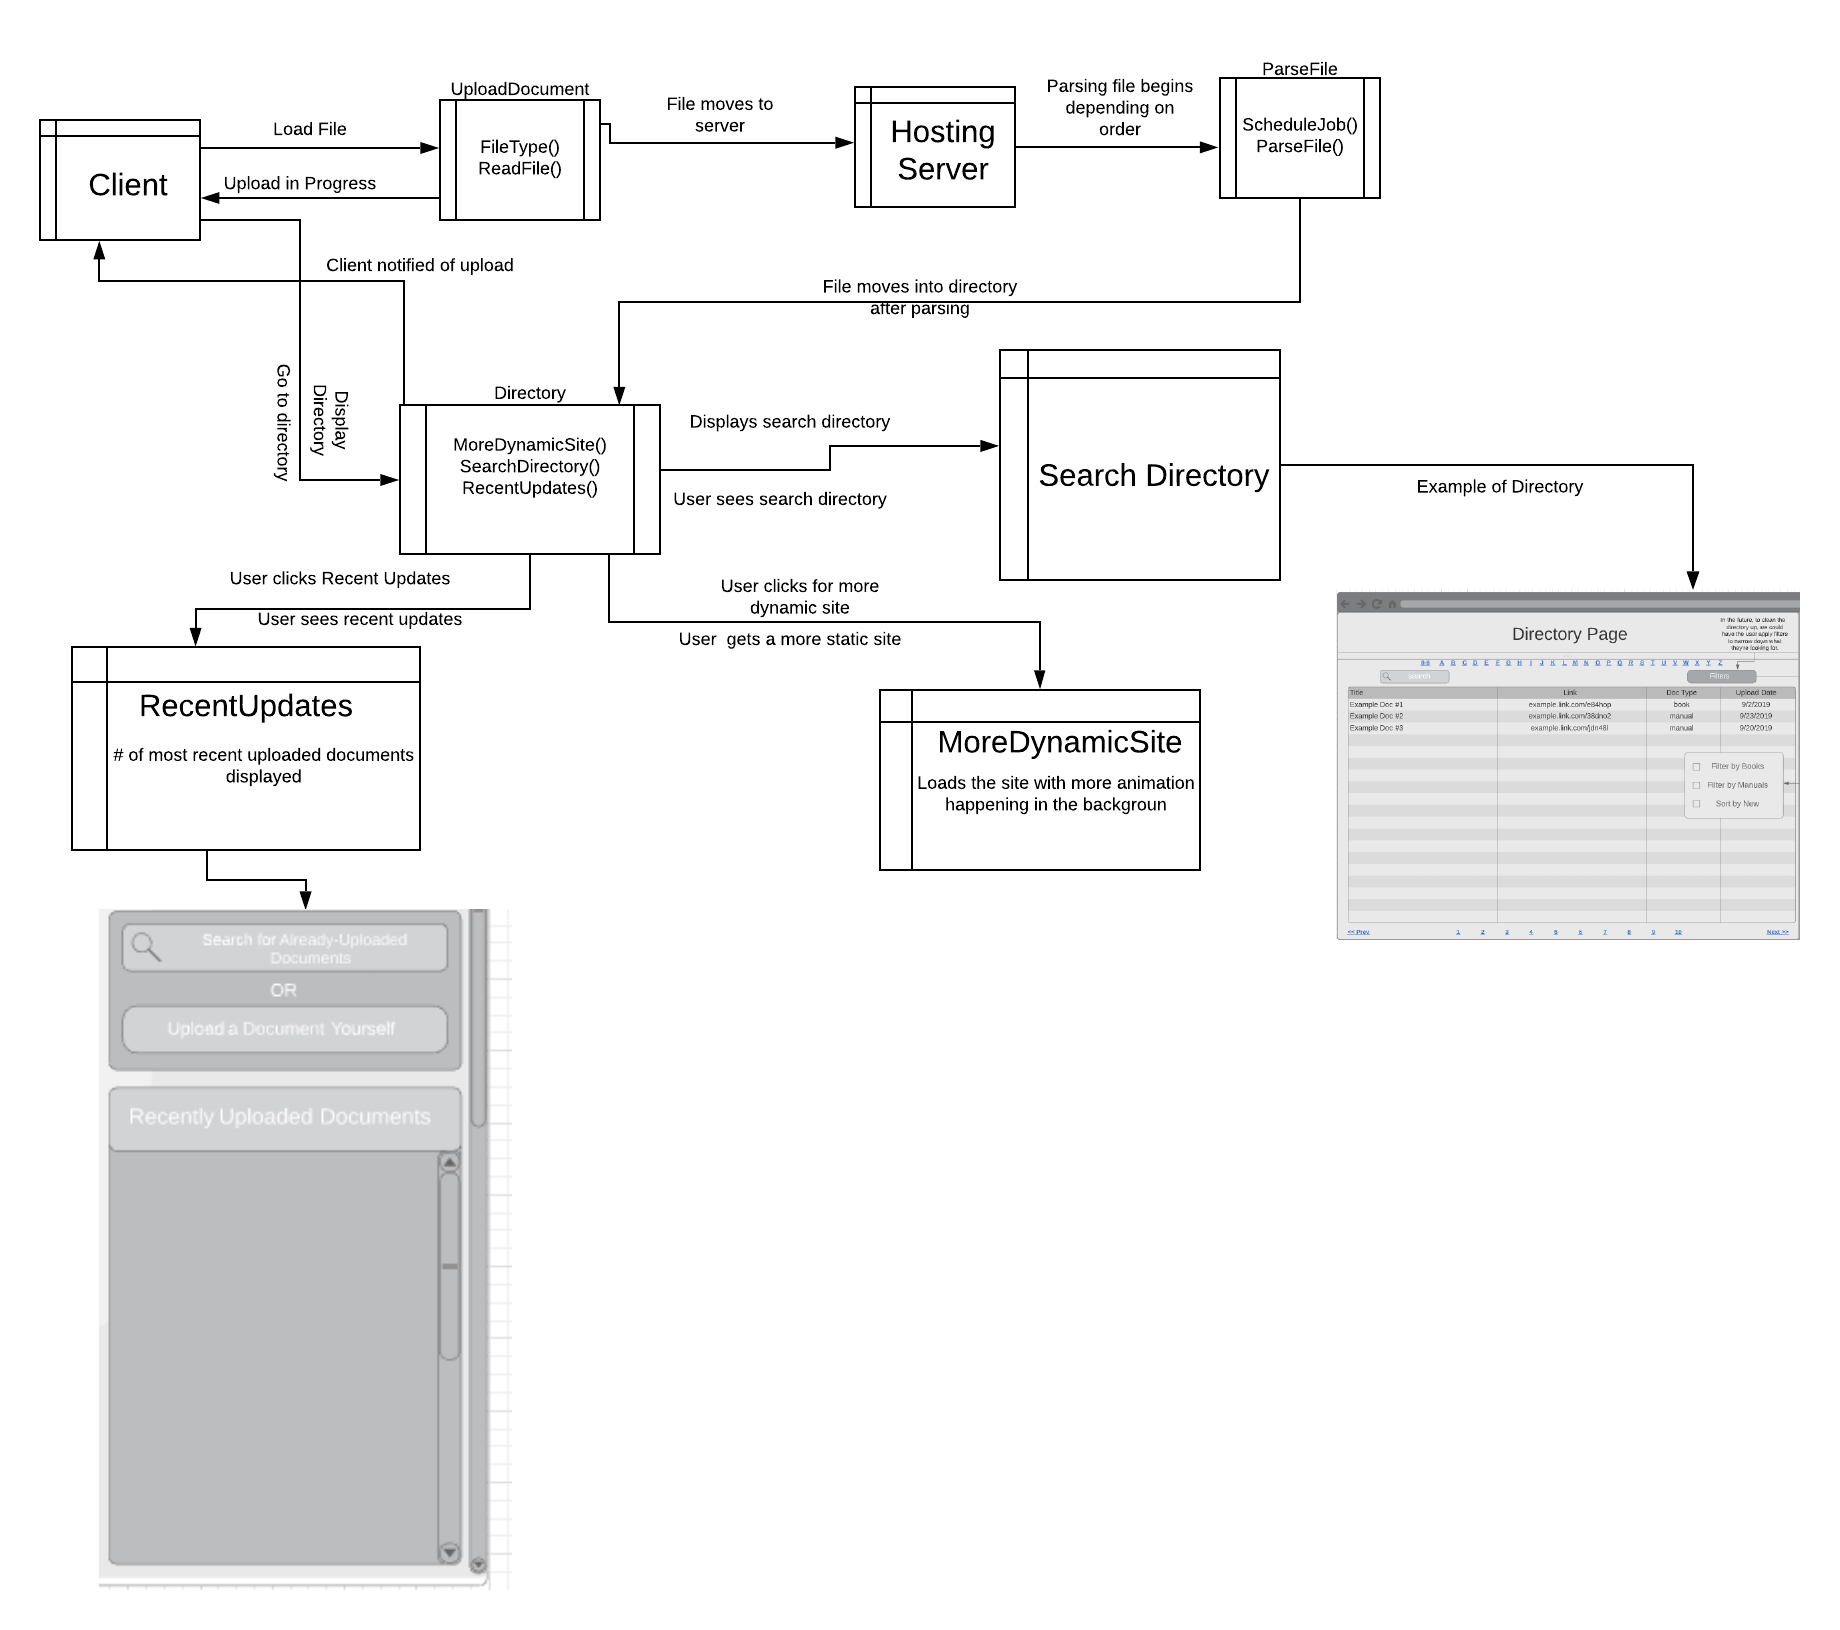 ParseFile
UploadDocument
Parsing file begins
depending on
order
File moves to
server
Load File
Hosting
Server
ScheduleJob()
ParseFile()
FileType()
ReadFile()
Client
Upload in Progress
Client notified of upload
File moves into directory
after parsing
Go to directory
Display
Directory
Directory
MoreDynamicSite()
SearchDirectory()
RecentUpdates()
Displays search directory
User sees search directory
Search Directory
Example of Directory
User clicks Recent Updates
User sees recent updates
User clicks for more
dynamic site
User  gets a more static site
RecentUpdates
# of most recent uploaded documents
displayed
MoreDynamicSite
Loads the site with more animation
happening in the backgroun
Directory Page
In the future, to clean the
directory up, we could
have the user apply filters
to narrow down what
they're looking for.
0-9 A B C D E F G H I J K L M N O P Q R S T U V W X Y Z
search
Filters
Title Link Doc Type Upload Date
Example Doc #1 example.link.com/e84hop book 9/2/2019
Example Doc #2 example.link.com/38dno2 manual 9/23/2019
Example Doc #3 manual 9/20/2019
Filter by Books
Filter by Manuals
Sort by New
<< Prev 1 2 3 4 5 6 7 8 9 10 Next >>
Search for Already-Uploaded
Documents
OR
Upload a Document Yourself
Recently Uploaded Documents